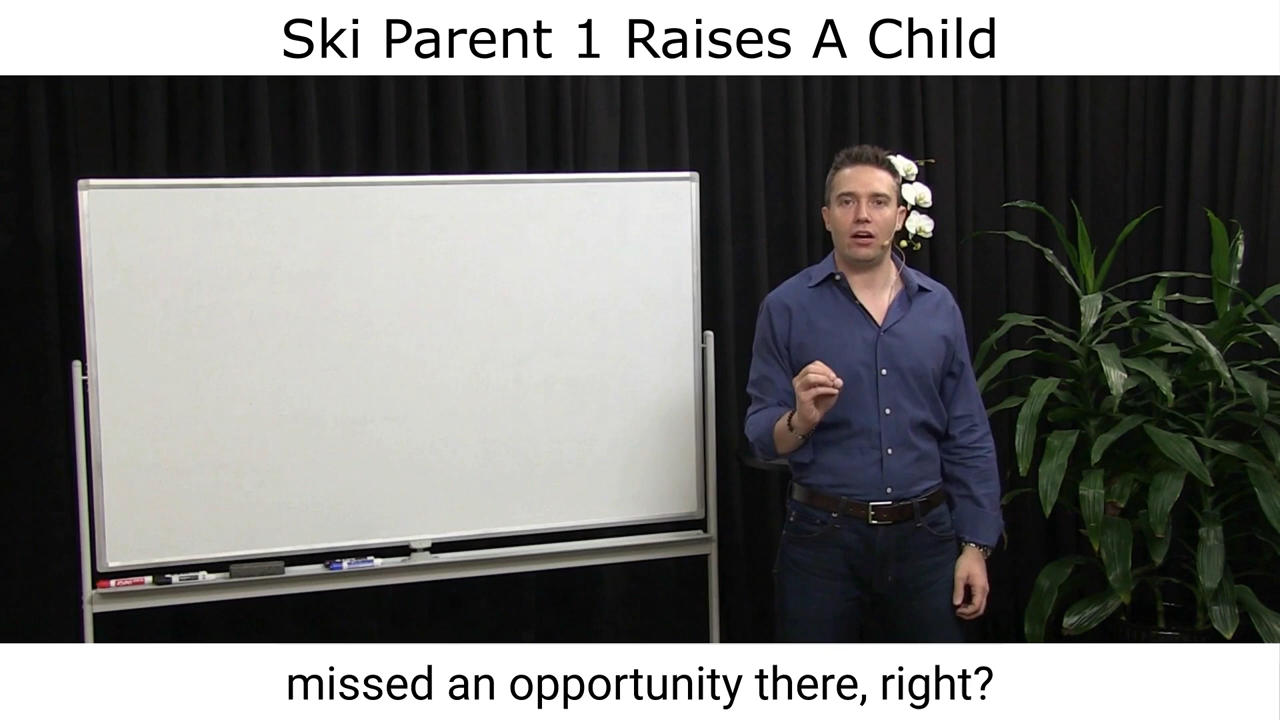 Ski Parent 1 Raises A Child
missed an opportunity there, right?